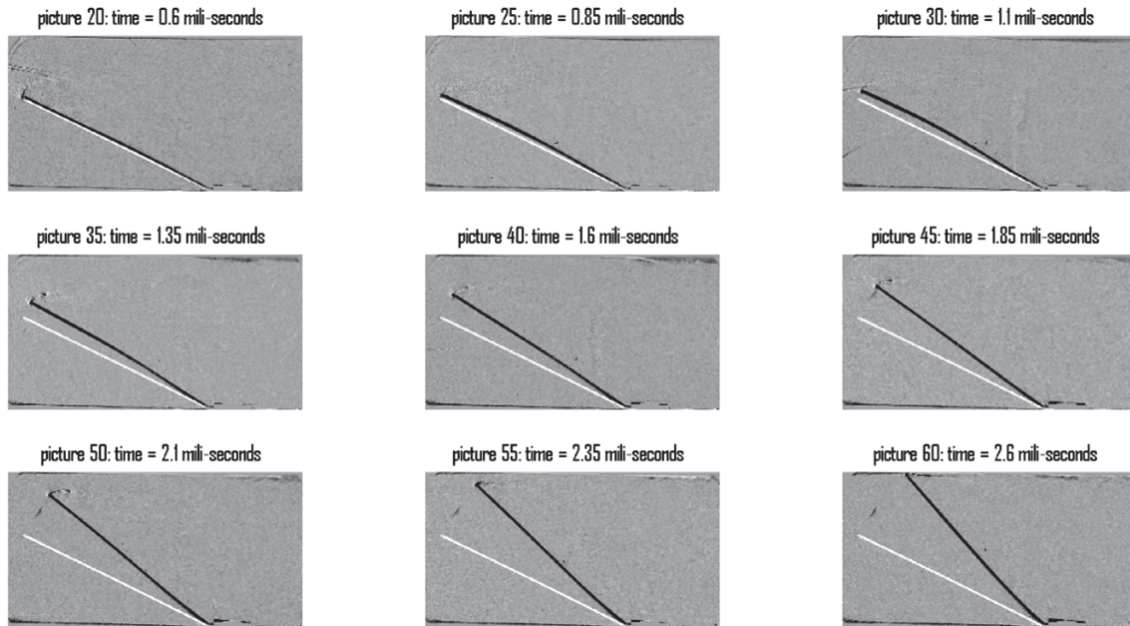 picture 20: time = 0.6 mili-seconds
picture 25: time = 0.85 mili-seconds
picture 30: time = 1.1 mili-seconds
picture 35: time = 1.35 mili-seconds
picture 40: time = 1.6 mili-seconds
picture 45: time = 1.85 mili-seconds
picture 50: time = 2.1 mili-seconds
picture 55: time = 2.35 mili-seconds
picture 60: time = 2.6 mili-seconds